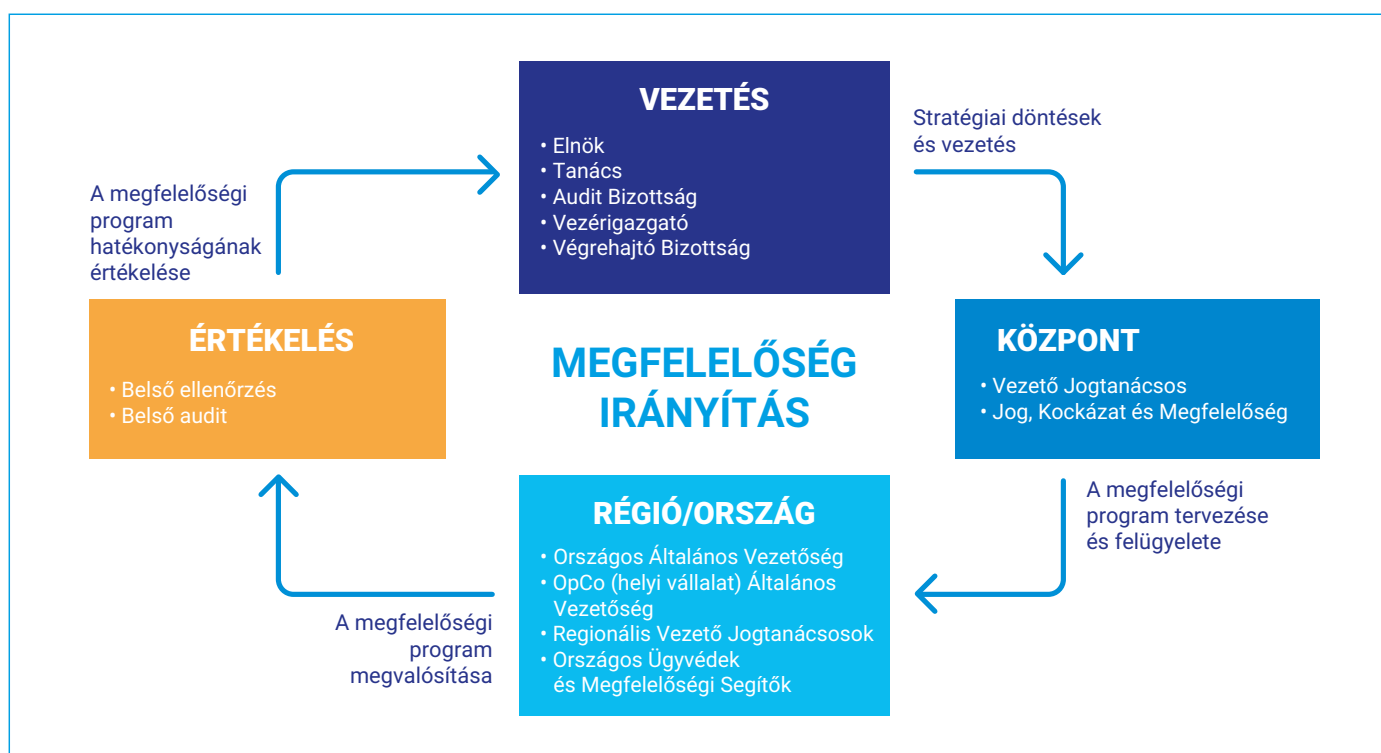 VEZETÉS
• Elnök
• Tanács
• Audit Bizottság
• Vezérigazgató
• Végrehajtó Bizottság
Stratégiai döntések
és vezetés
KÖZPONT
• Vezető Jogtanácsos
• Jog, Kockázat és Megfelelőség
A megfelelőségi
program tervezése
és felügyelete
RÉGIÓ/ORSZÁG
• Országos Általános Vezetőség
• OpCo (helyi vállalat) Általános
Vezetőség
• Regionális Vezető Jogtanácsosok
• Országos Ügyvédek
és Megfelelőségi Segítők
A megfelelőségi
program
megvalósítása
ÉRTÉKELÉS
• Belső ellenőrzés
• Belső audit
A megfelelőségi
program
hatékonyságának
értékelése
MEGFELELŐSÉG
IRÁNYÍTÁS